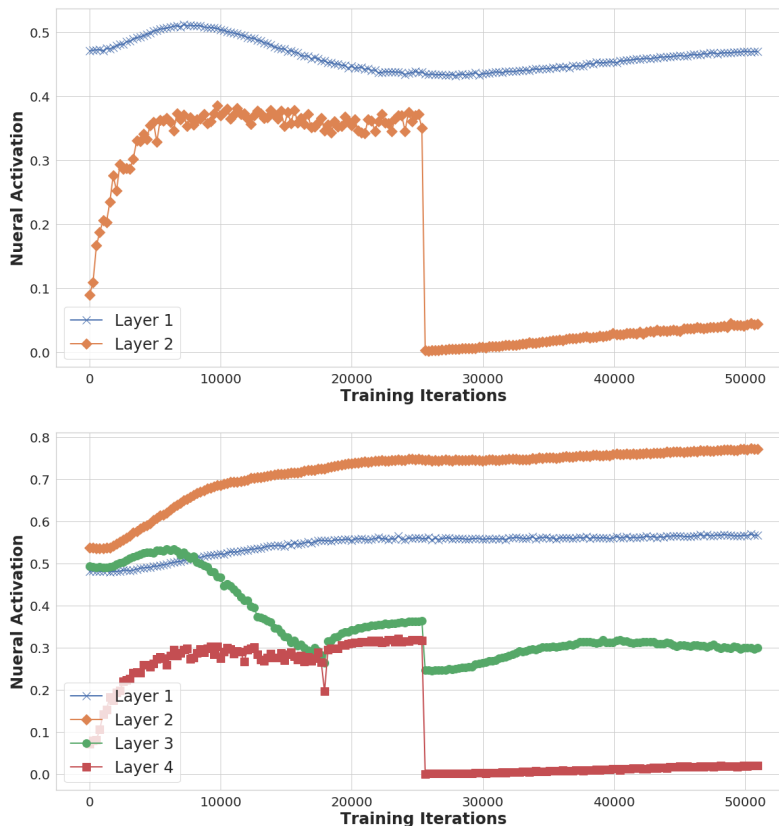 0.5
0.4
0.3
0.2
0.1
0.0
Nueral Activation
Layer 1
Layer 2
0 10000 20000 30000 40000 50000
Training Iterations
0.8
0.7
0.6
0.5
0.4
0.3
0.2
0.1
0.0
Nueral Activation
Layer 1
Layer 2
Layer 3
Layer 4
0 10000 20000 30000 40000 50000
Training Iterations